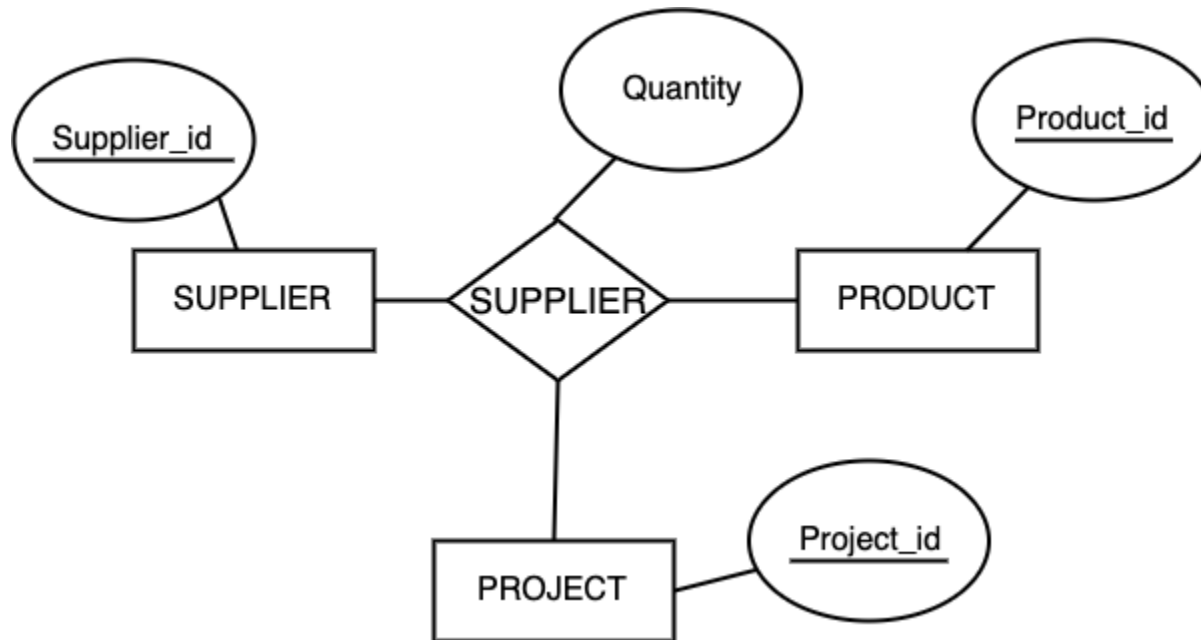 Quantity
Supplier_id
Product_id
SUPPLIER
SUPPLIER
PRODUCT
Project_id
PROJECT